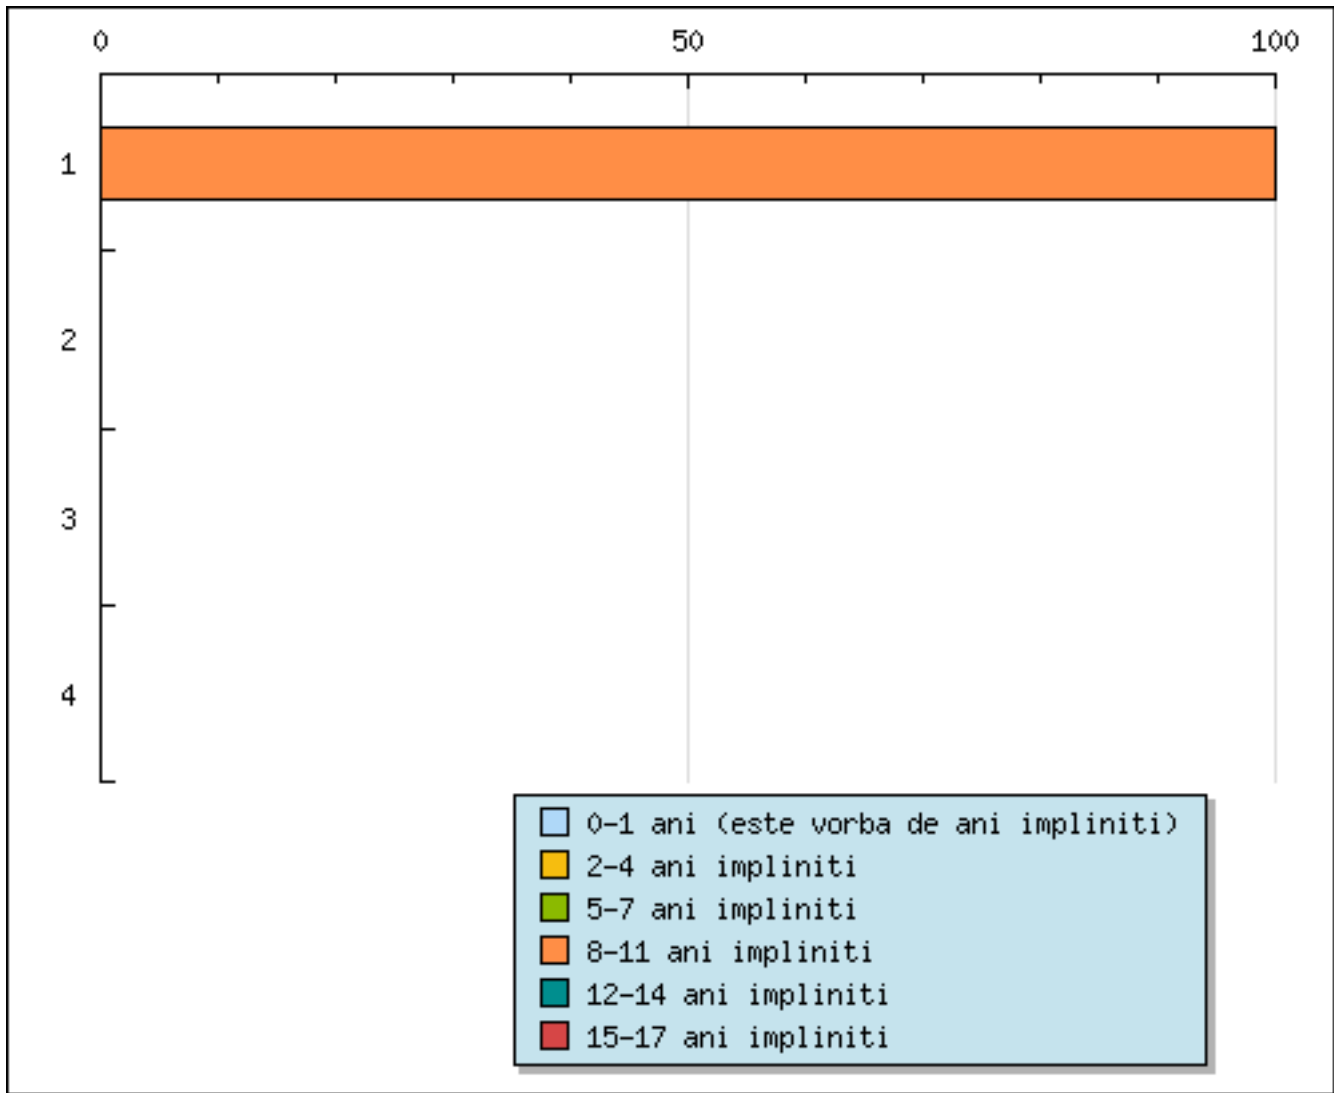 0 50 100
1
2
3
4
0-1 ani (este vorba de ani impliniti)
2-4 ani impliniti
5-7 ani impliniti
8-11 ani impliniti
12-14 ani impliniti
15-17 ani impliniti